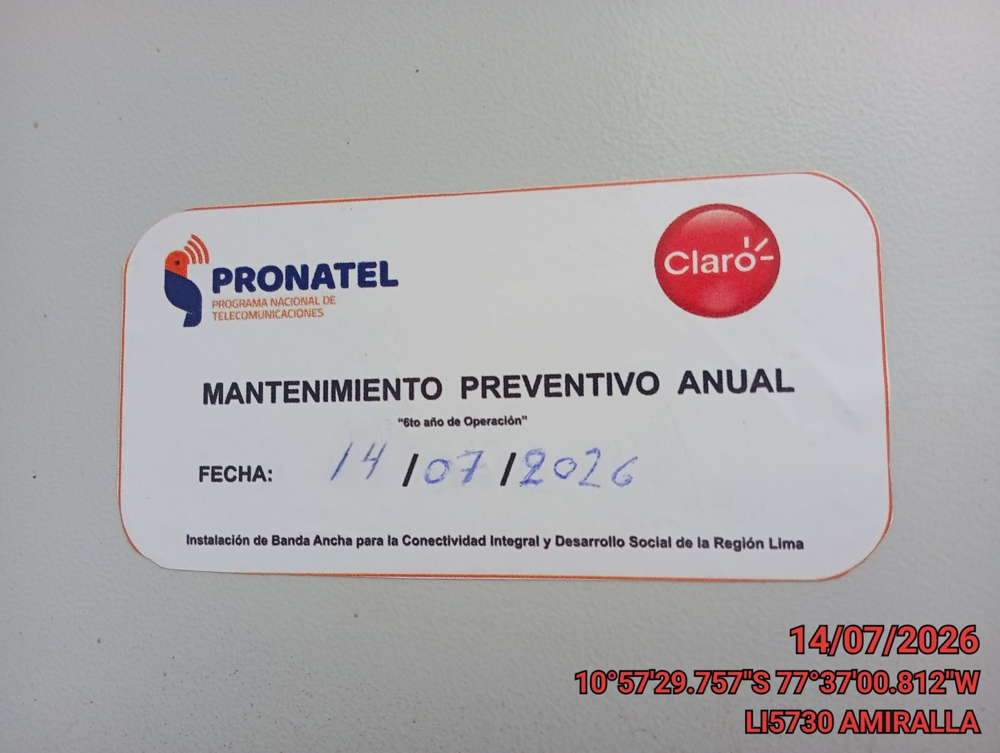 PRONATEL
PROGRAMA NACIONAL DE
TELECOMUNICACIONES
Claro
MANTENIMIENTO PREVENTIVO ANUAL
"6to año de Operación"
FECHA: 14/07/2026
Instalación de Banda Ancha para la Conectividad Integral y Desarrollo Social de la Región Lima
14/07/2026
10°57'29.757"S 77°37'00.812"W
LI5730 AMIRALLA